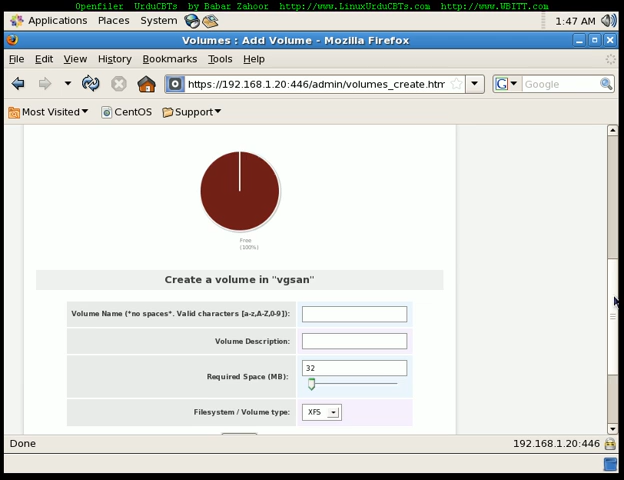 Openfiler UrduCBTs by Babar Zahoor http://www.LinuxUrduCBTs.com http://www.WBITT.com
Applications Places System 1:47 AM
Volumes : Add Volume - Mozilla Firefox
File Edit View History Bookmarks Tools Help
https://192.168.1.20:446/admin/volumes_create.htm Google
Most Visited CentOS Support
Free
(100%)
Create a volume in "vgsan"
Volume Name (*no spaces*. Valid characters [a-z,A-Z,0-9]):
Volume Description:
Required Space (MB): 32
Filesystem / Volume type: XFS
Done 192.168.1.20:446